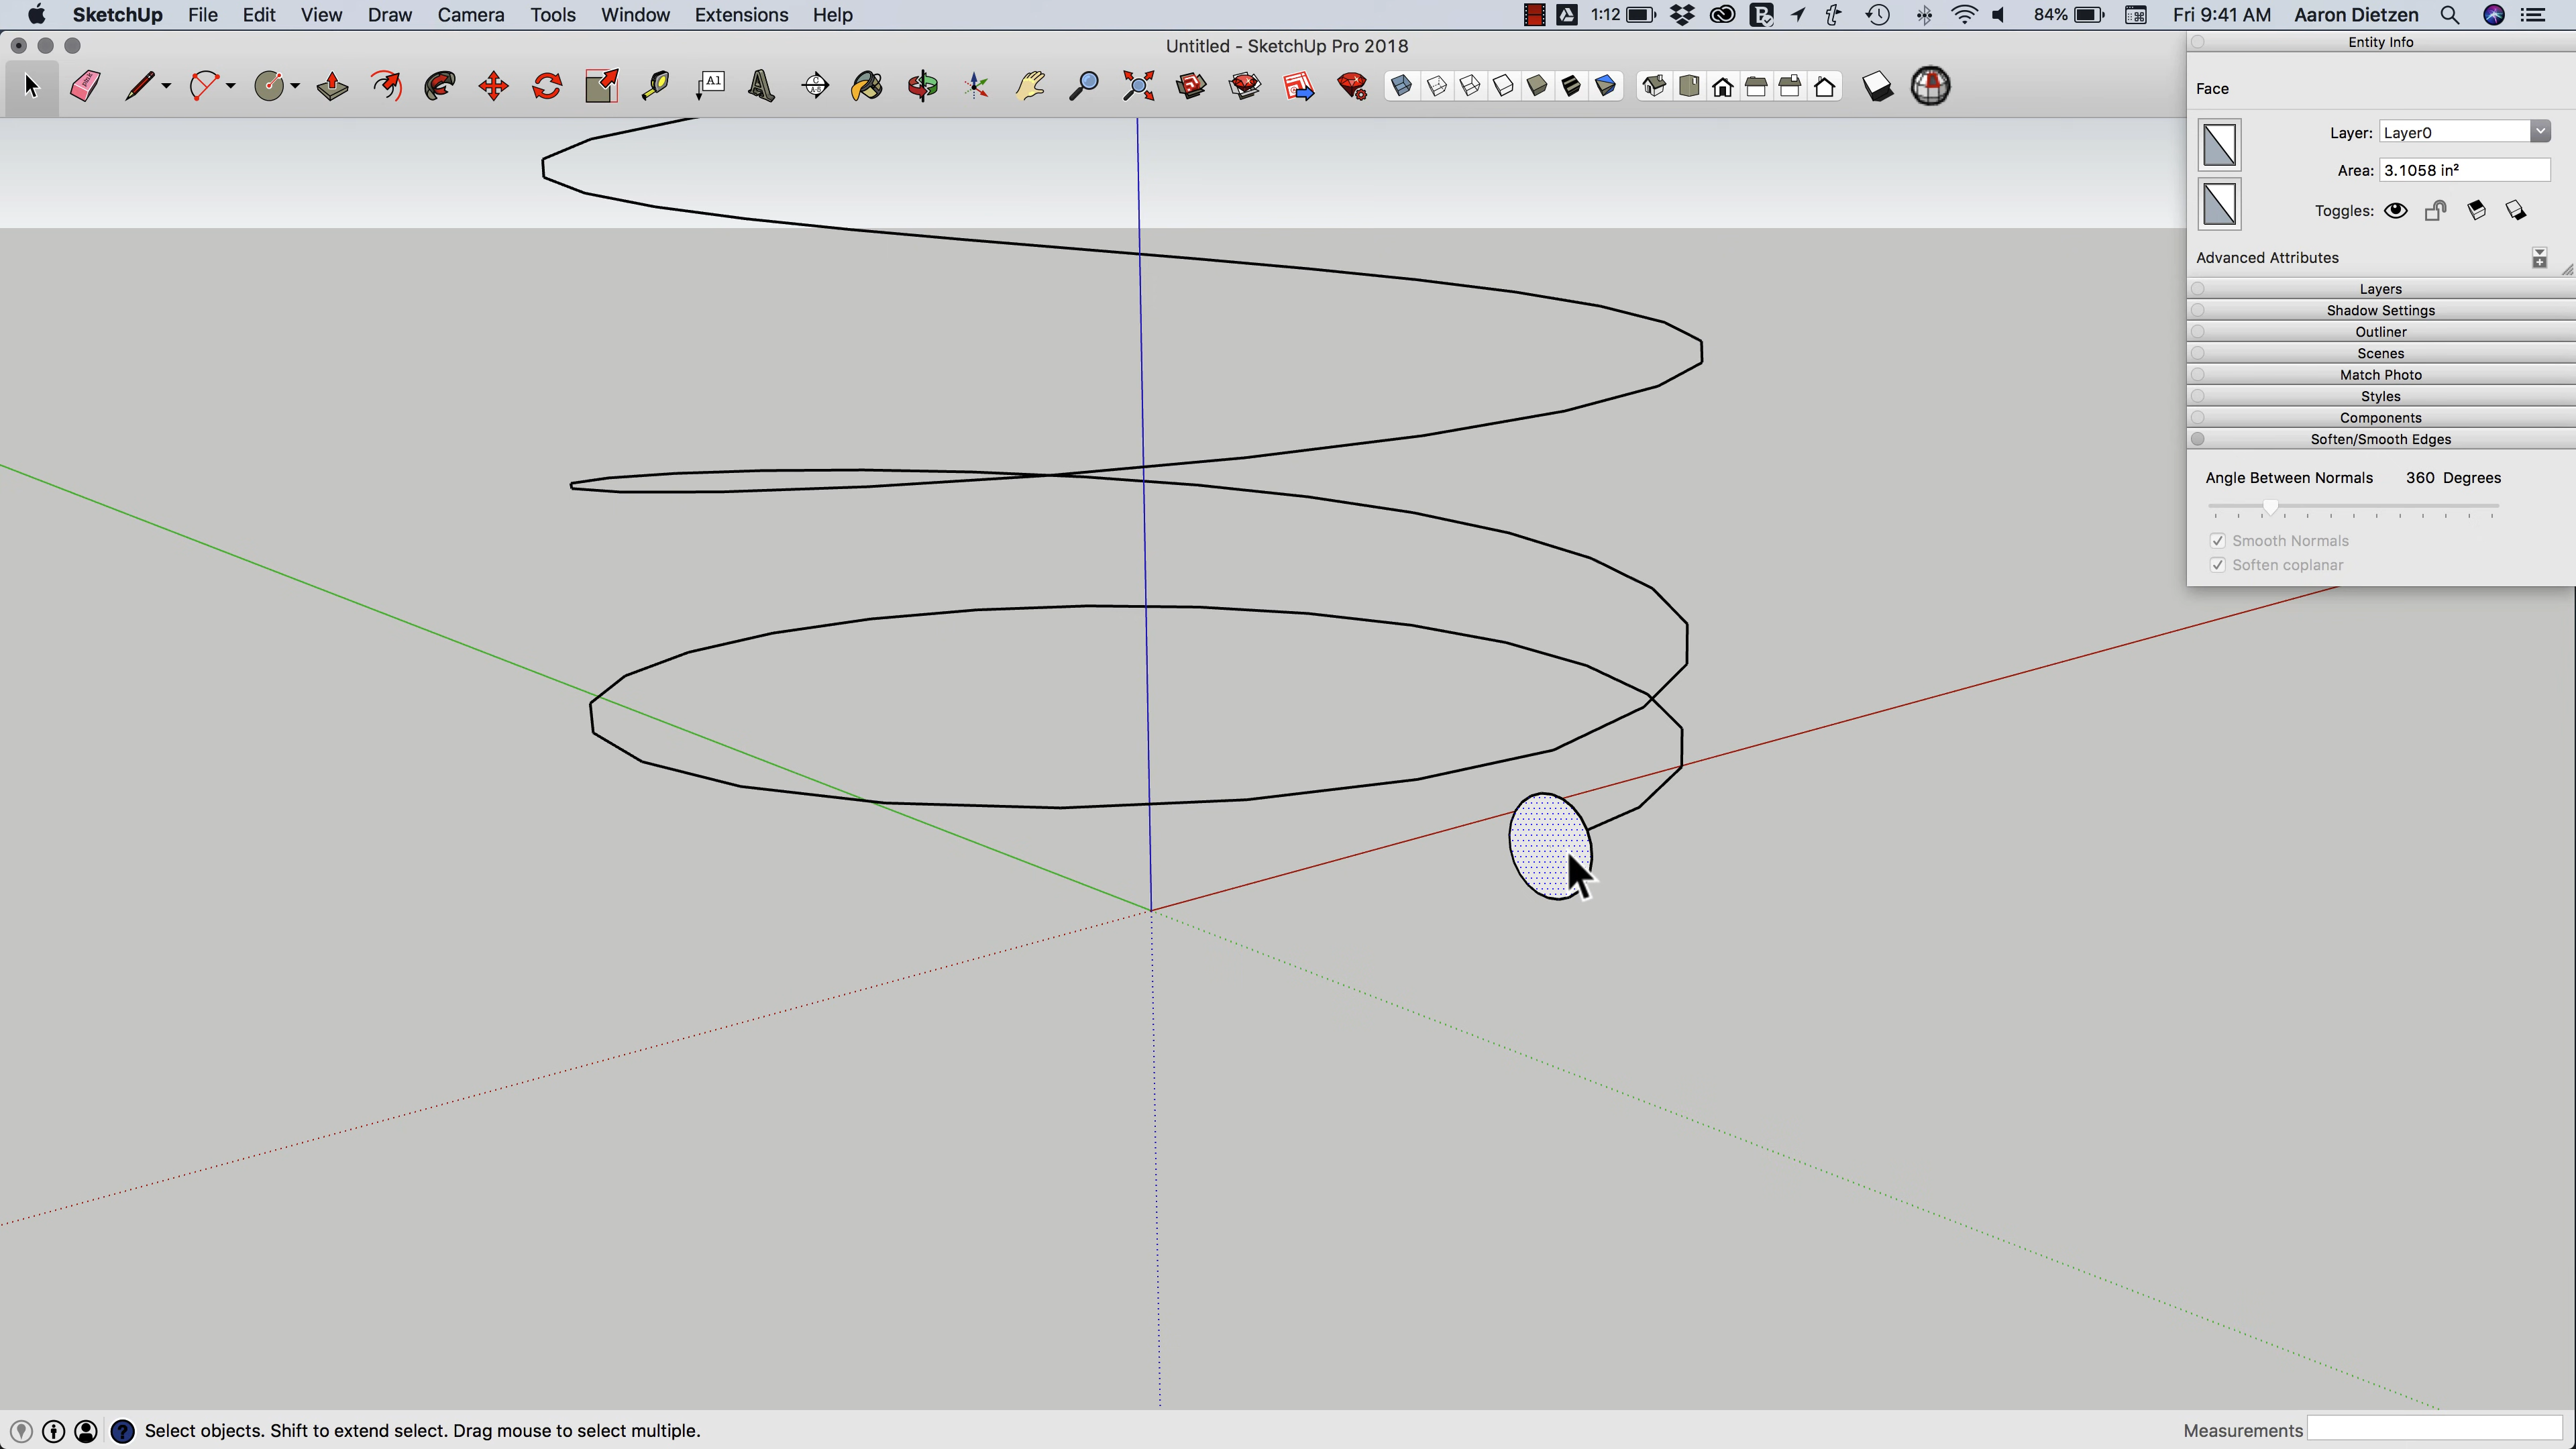 SketchUp File Edit View Draw Camera Tools Window Extensions Help 1:12 84% Fri 9:41 AM Aaron Dietzen
Untitled - SketchUp Pro 2018
A1
Entity Info
Face
Layer: Layer0
Area: 3.1058 in²
Toggles:
Advanced Attributes
Layers
Shadow Settings
Outliner
Scenes
Match Photo
Styles
Components
Soften/Smooth Edges
Angle Between Normals 360 Degrees
Smooth Normals
Soften coplanar
Select objects. Shift to extend select. Drag mouse to select multiple.
Measurements